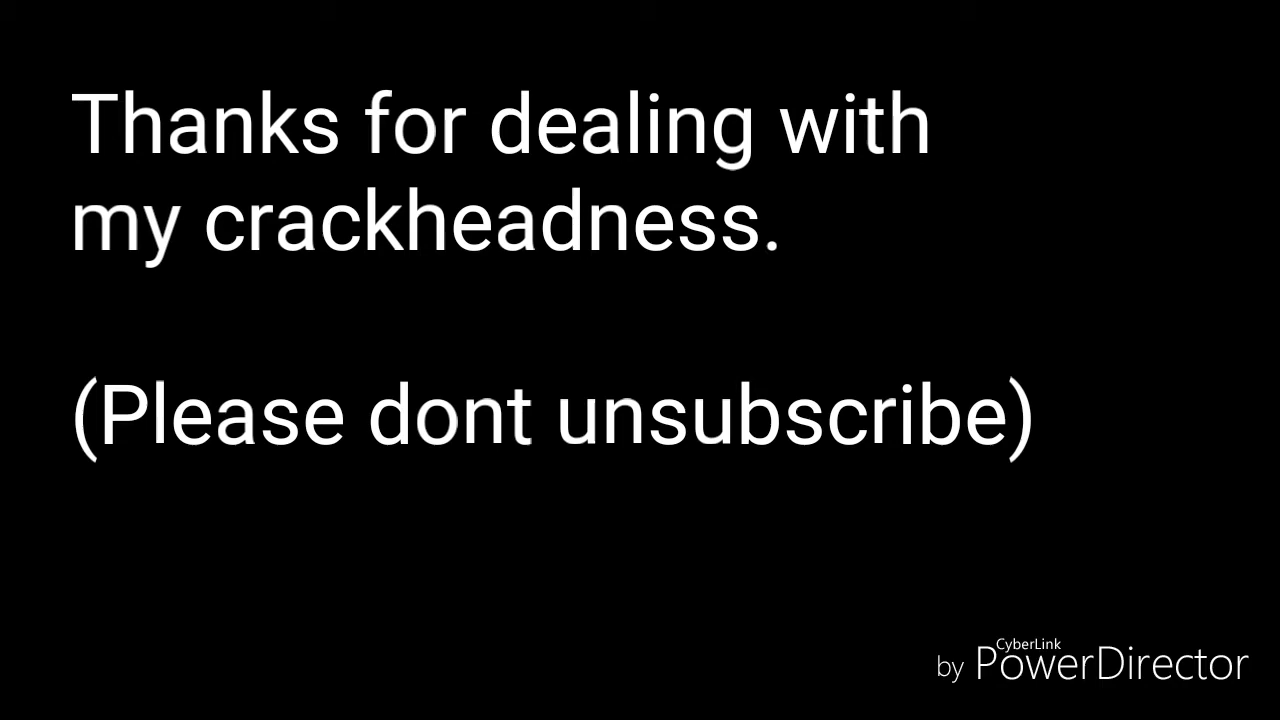 Thanks for dealing with
my crackheadness.
(Please dont unsubscribe)
CyberLink
by PowerDirector